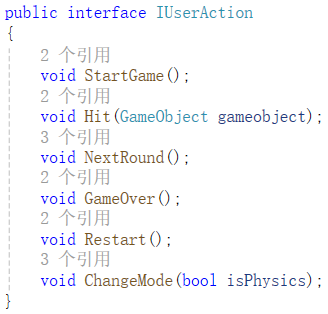 public interface IUserAction
{
2 个引用
void StartGame();
2 个引用
void Hit(GameObject gameobject);
3 个引用
void NextRound();
2 个引用
void GameOver();
2 个引用
void Restart();
3 个引用
void ChangeMode(bool isPhysics);
}